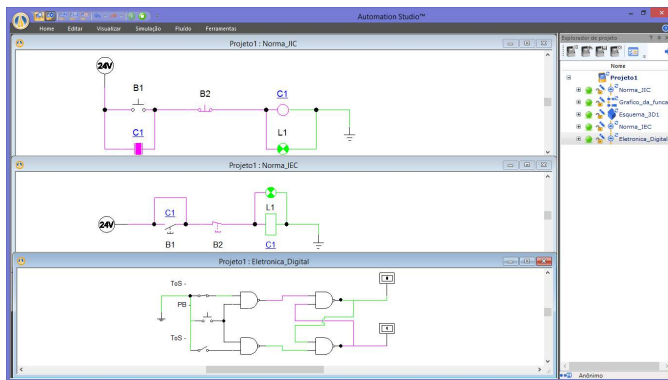 Automation Studio™
Home Editar Visualizar Simulação Fluido Ferramentas
Projeto1 : Norma_JIC
24V
B1
B2
C1
C1
L1
Projeto1 : Norma_IEC
24V
C1
B1
B2
L1
C1
Projeto1 : Eletronica_Digital
ToS -
PB -
ToS -
Explorador de projeto
Nome
Projeto1
Norma_JIC
Grafico_da_funca
Esquema_3D1
Norma_IEC
Eletronica_Digital
Anônimo